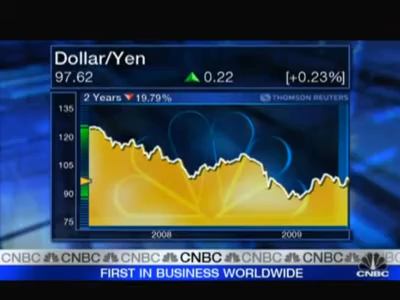 Dollar/Yen
97.62 0.22 [+0.23%]
2 Years 19.79% THOMSON REUTERS
135
120
105
90
75
2008 2009
CNBC CNBC CNBC CNBC CNBC CNBC CNBC
FIRST IN BUSINESS WORLDWIDE
CNBC